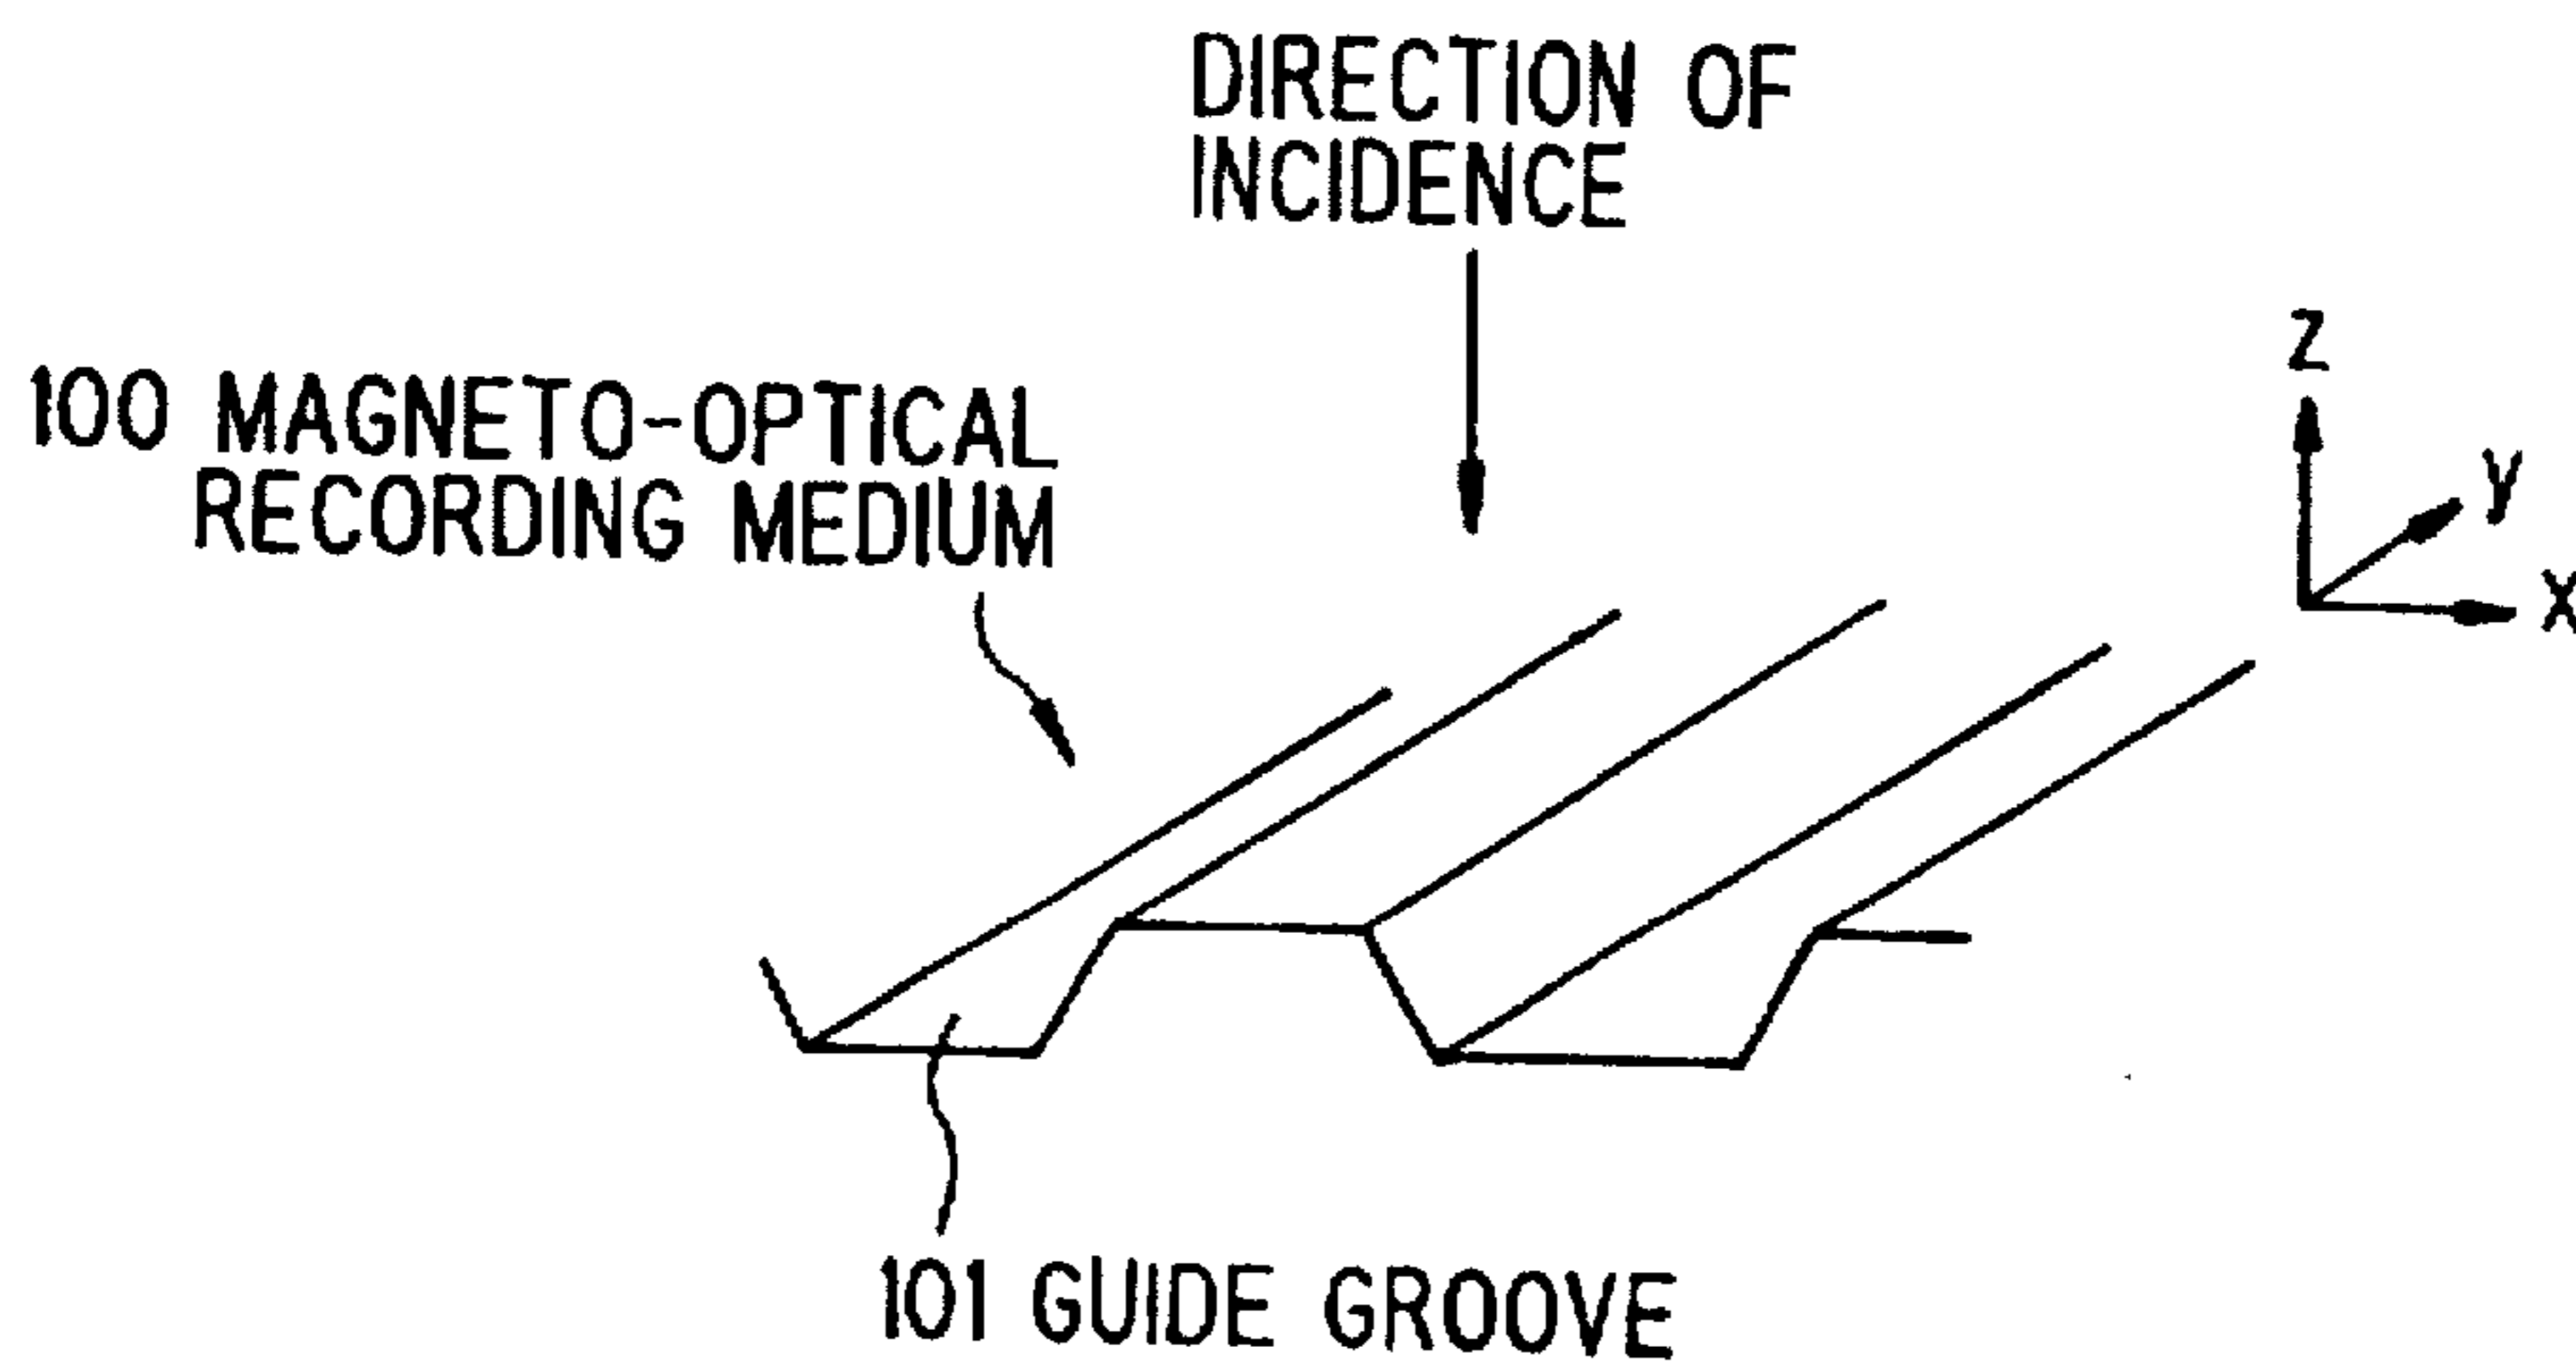 DIRECTION OF
INCIDENCE
100 MAGNETO-OPTICAL
RECORDING MEDIUM
Z
y
X
101 GUIDE GROOVE